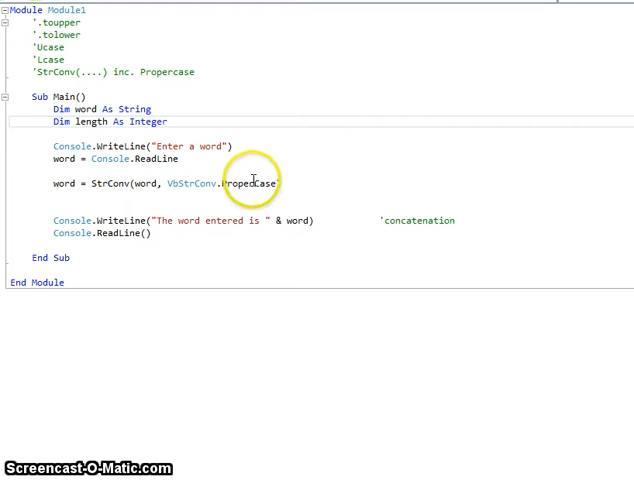 Module Module1
'.toupper
'.tolower
'Ucase
'Lcase
'StrConv(....) inc. Propercase
Sub Main()
Dim word As String
Dim length As Integer
Console.WriteLine("Enter a word")
word = Console.ReadLine
word = StrConv(word, VbStrConv.ProperCase)
Console.WriteLine("The word entered is " & word) 'concatenation
Console.ReadLine()
End Sub
End Module
Screencast-O-Matic.com